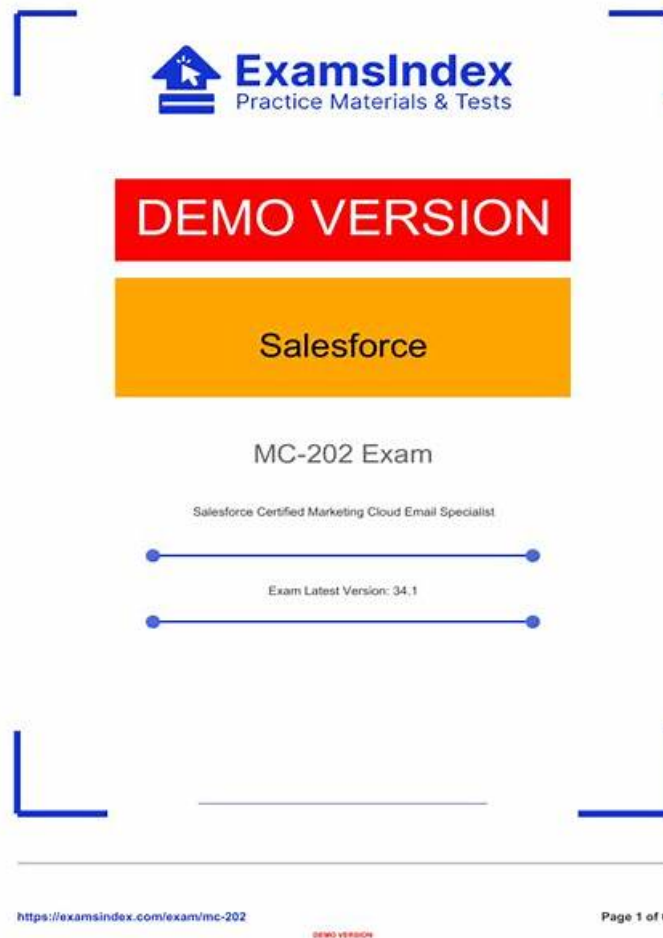 ExamsIndex
Practice Materials & Tests
DEMO VERSION
Salesforce
MC-202 Exam
Salesforce Certified Marketing Cloud Email Specialist
Exam Latest Version: 34.1
https://examsindex.com/exam/mc-202
Page 1 of
DEMO VERSION